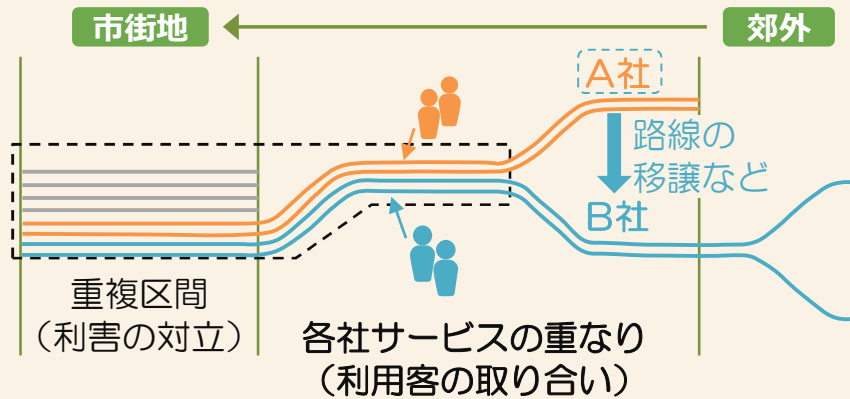 市街地
郊外
A社
路線の
移譲など
B社
重複区間
（利害の対立）
各社サービスの重なり
（利用客の取り合い）